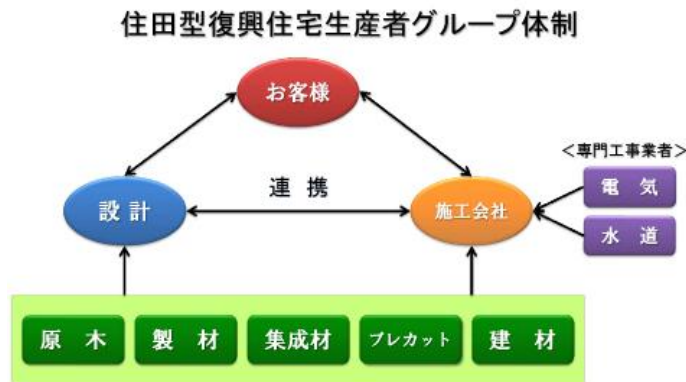 住田型復興住宅生産者グループ体制
お客様
＜専門工事業者＞
連 携
設 計
施工会社
電 気
水 道
原 木
製 材
集成材
プレカット
建 材